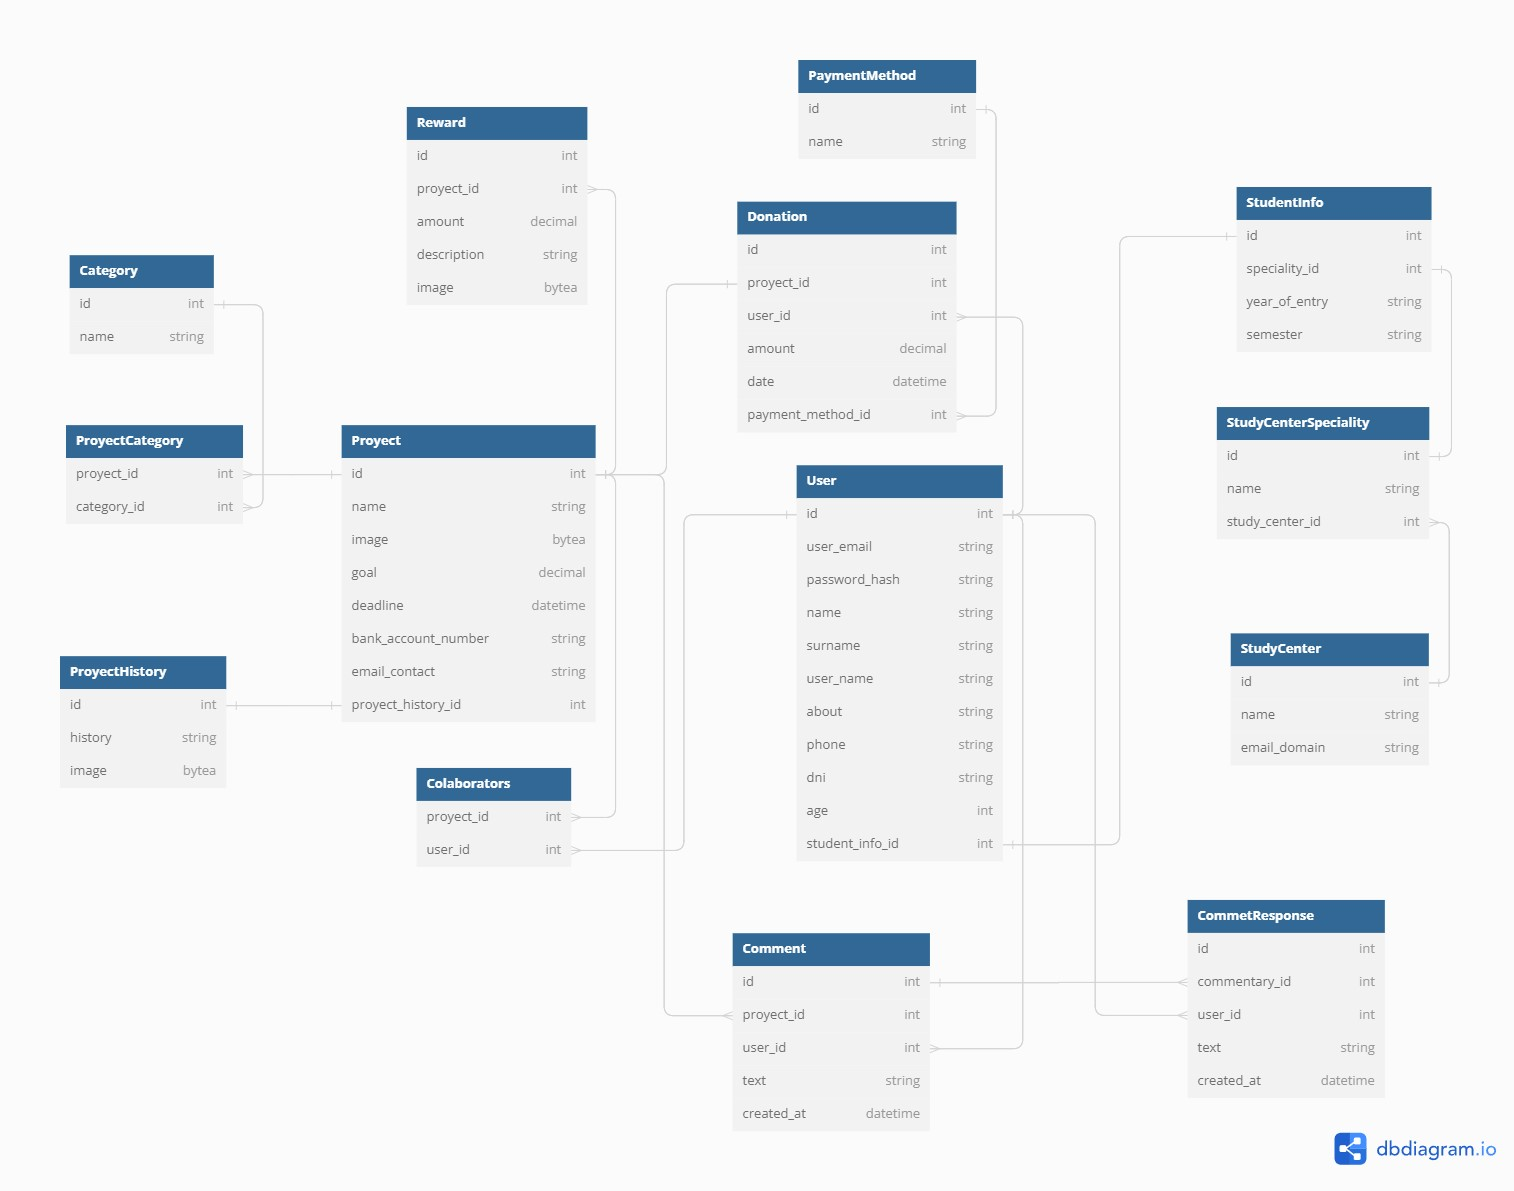 PaymentMethod
id int
name string
Reward
id int
proyect_id int
amount decimal
description string
image bytea
Donation
id int
proyect_id int
user_id int
amount decimal
date datetime
payment_method_id int
StudentInfo
id int
speciality_id int
year_of_entry string
semester string
Category
id int
name string
ProyectCategory
proyect_id int
category_id int
Proyect
id int
name string
image bytea
goal decimal
deadline datetime
bank_account_number string
email_contact string
proyect_history_id int
User
id int
user_email string
password_hash string
name string
surname string
user_name string
about string
phone string
dni string
age int
student_info_id int
StudyCenterSpeciality
id int
name string
study_center_id int
StudyCenter
id int
name string
email_domain string
ProyectHistory
id int
history string
image bytea
Colaborators
proyect_id int
user_id int
Comment
id int
proyect_id int
user_id int
text string
created_at datetime
CommetResponse
id int
commentary_id int
user_id int
text string
created_at datetime
dbdiagram.io